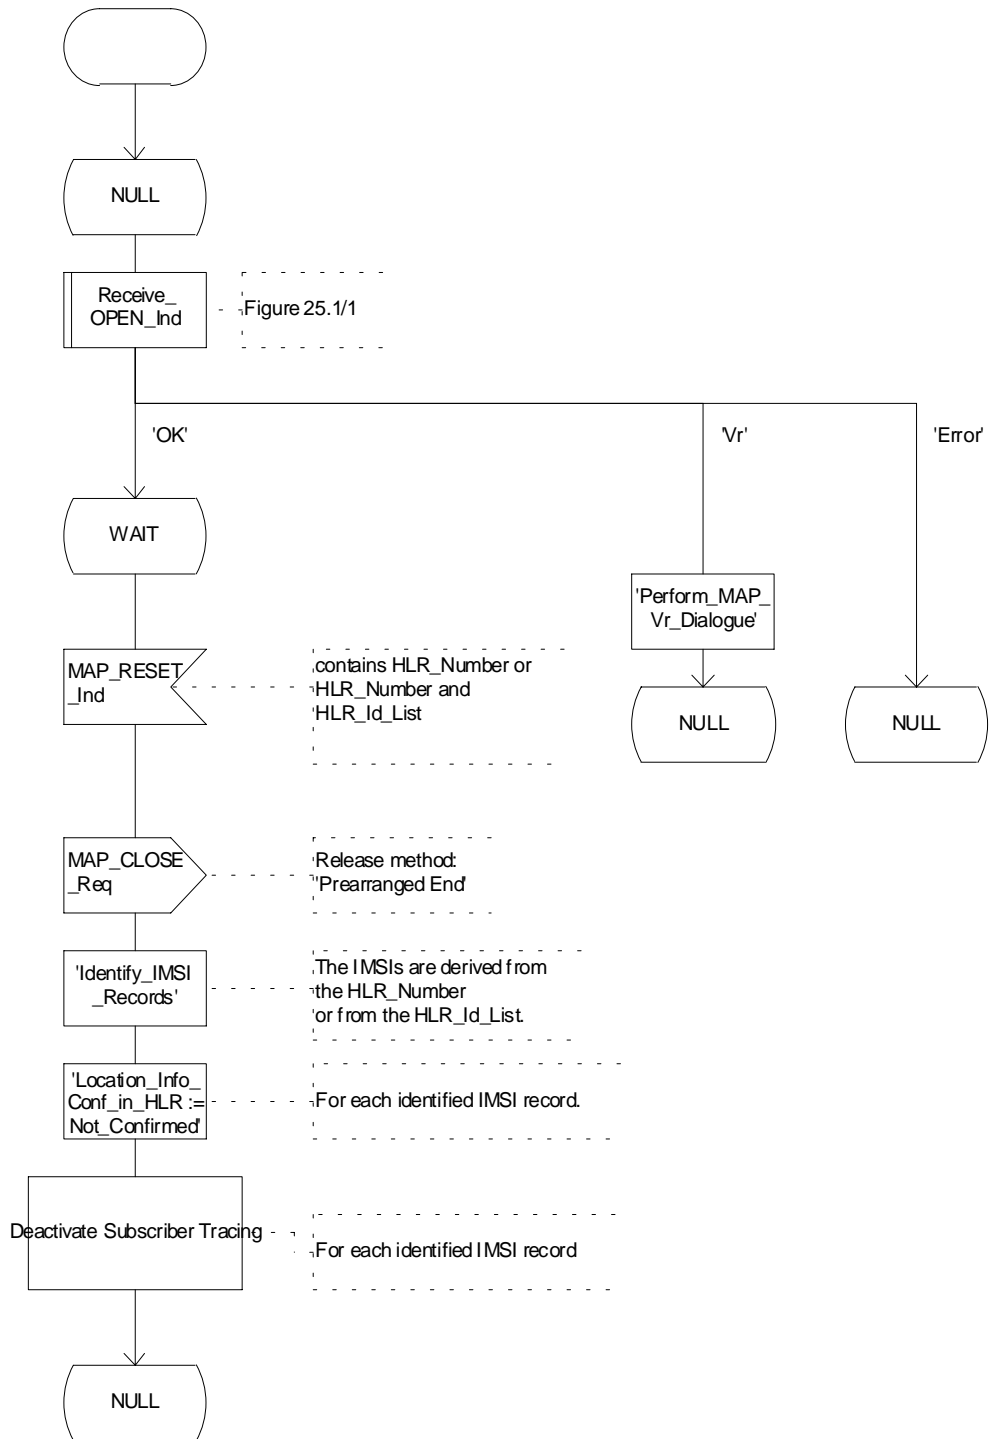 NULL
Receive_
OPEN_Ind
Figure 25.1/1
'OK'
'Vr'
'Error'
WAIT
'Perform_MAP_
Vr_Dialogue'
MAP_RESET
_Ind
contains HLR_Number or
HLR_Number and
HLR_Id_List
NULL
NULL
MAP_CLOSE
_Req
Release method:
'Prearranged End'
'Identify_IMSI
_Records'
The IMSIs are derived from
the HLR_Number
or from the HLR_Id_List.
'Location_Info_
Conf_in_HLR :=
Not_Confirmed'
For each identified IMSI record.
Deactivate Subscriber Tracing
For each identified IMSI record
NULL